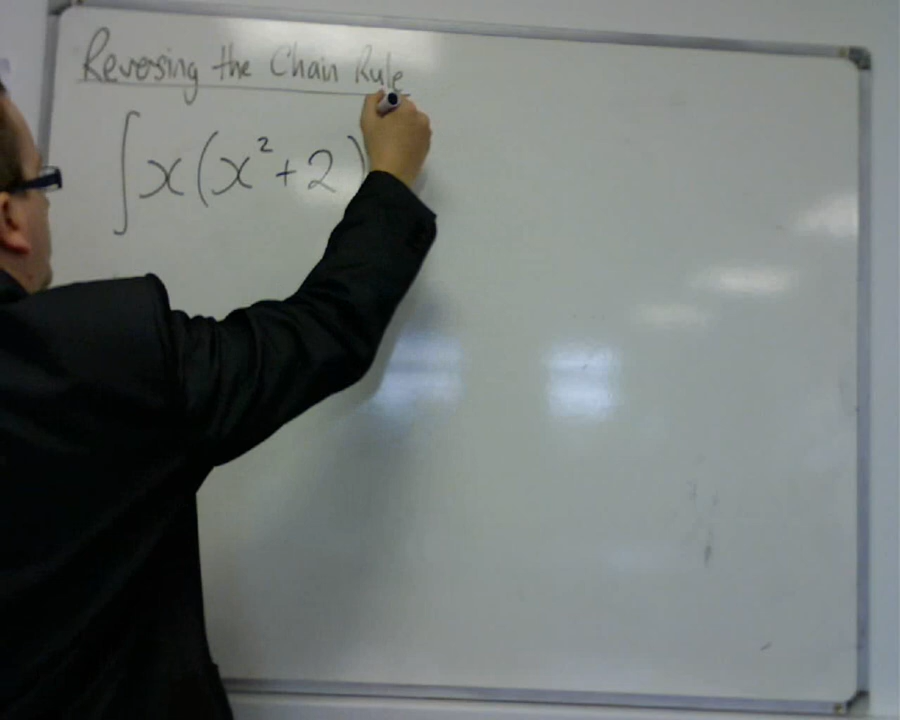 Reversing the Chain Rule
∫x(x²+2)